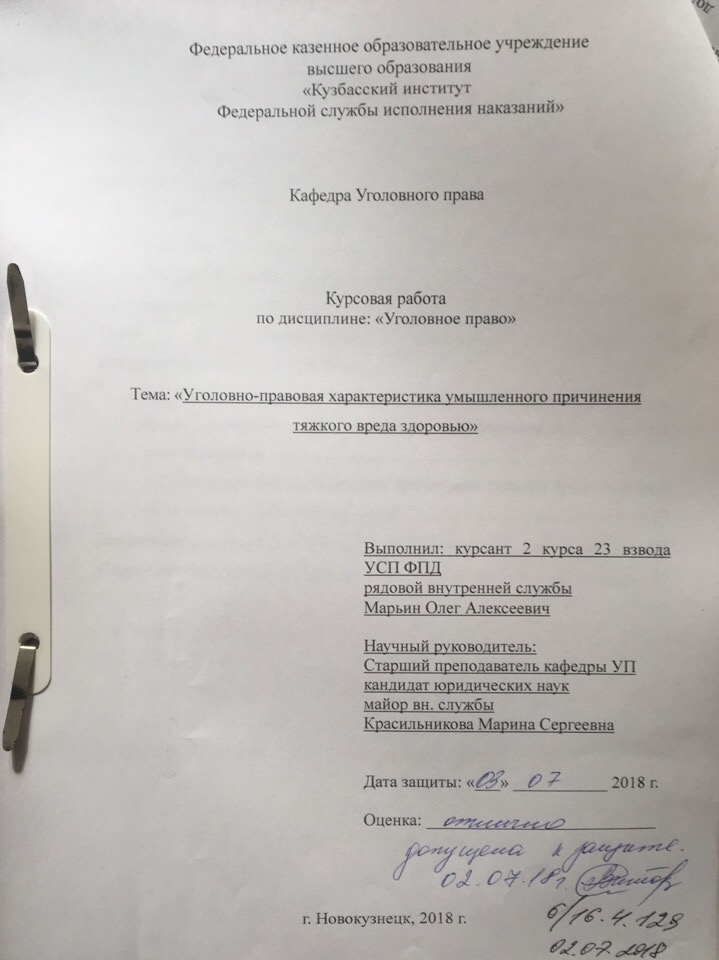 Федеральное казенное образовательное учреждение
высшего образования
«Кузбасский институт
Федеральной службы исполнения наказаний»
Кафедра Уголовного права
Курсовая работа
по дисциплине: «Уголовное право»
Тема: «Уголовно-правовая характеристика умышленного причинения
тяжкого вреда здоровью»
Выполнил: курсант 2 курса 23 взвода
УСП ФПД
рядовой внутренней службы
Марьин Олег Алексеевич
Научный руководитель:
Старший преподаватель кафедры УП
кандидат юридических наук
майор вн. службы
Красильникова Марина Сергеевна
Дата защиты: «03» 07 2018 г.
Оценка: отлично
допущена к защите.
02.07.18г.
б/16.4.129
г. Новокузнецк, 2018 г.
02.07.2018